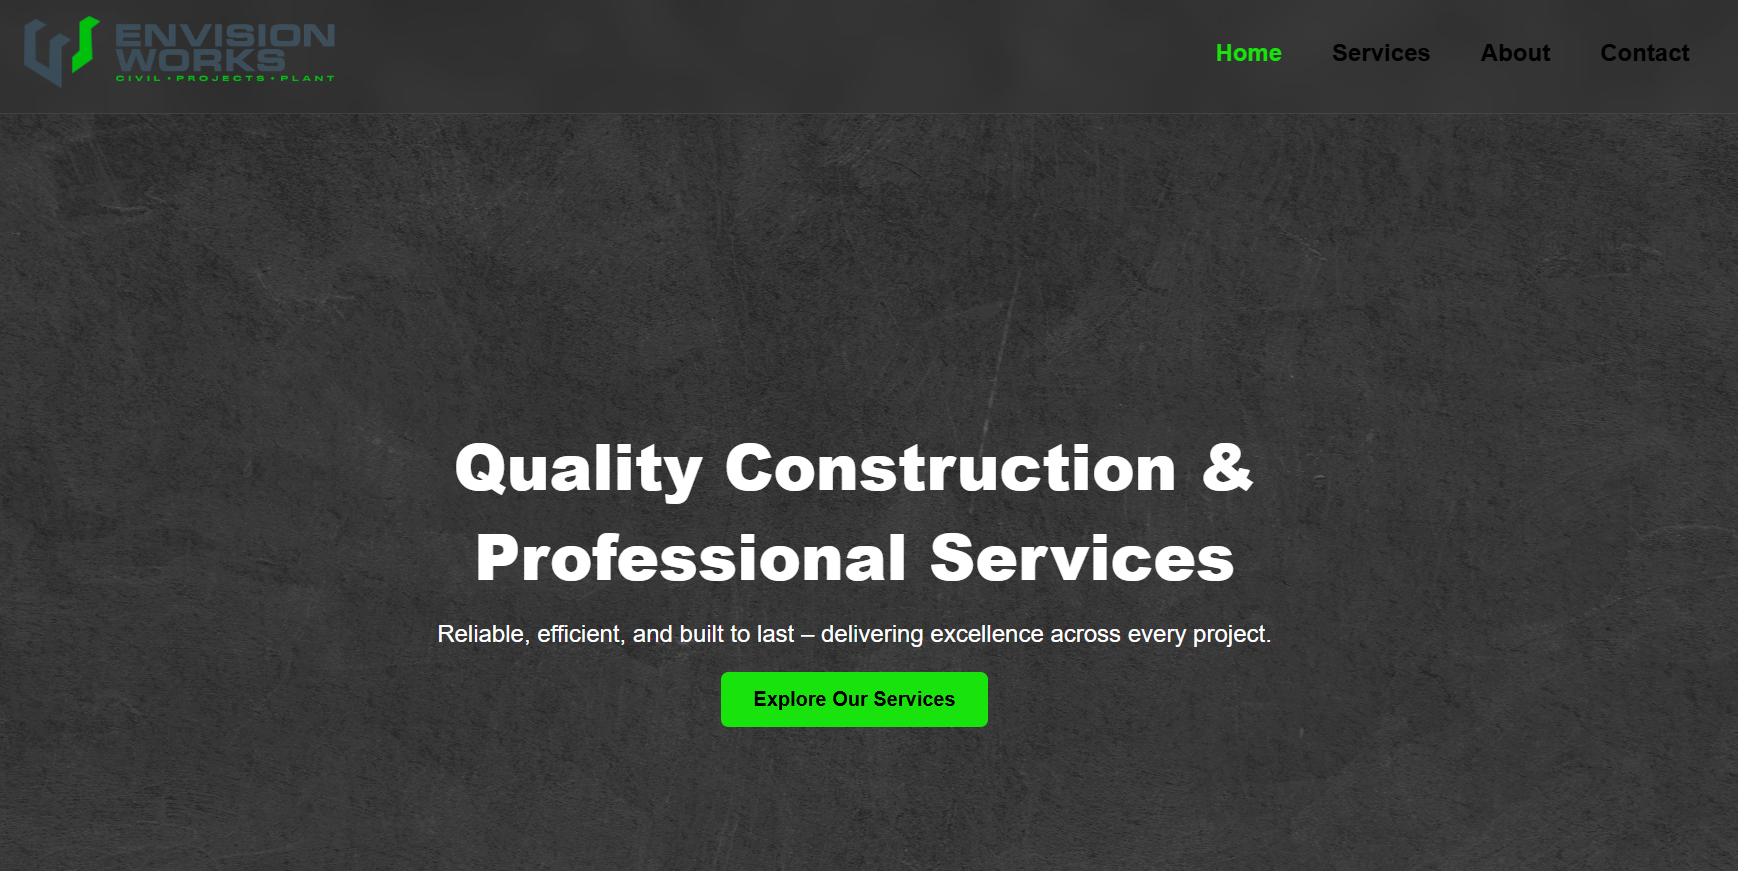 ENVISION
WORKS
CIVIL • PROJECTS • PLANT
Home Services About Contact
Quality Construction &
Professional Services
Reliable, efficient, and built to last – delivering excellence across every project.
Explore Our Services